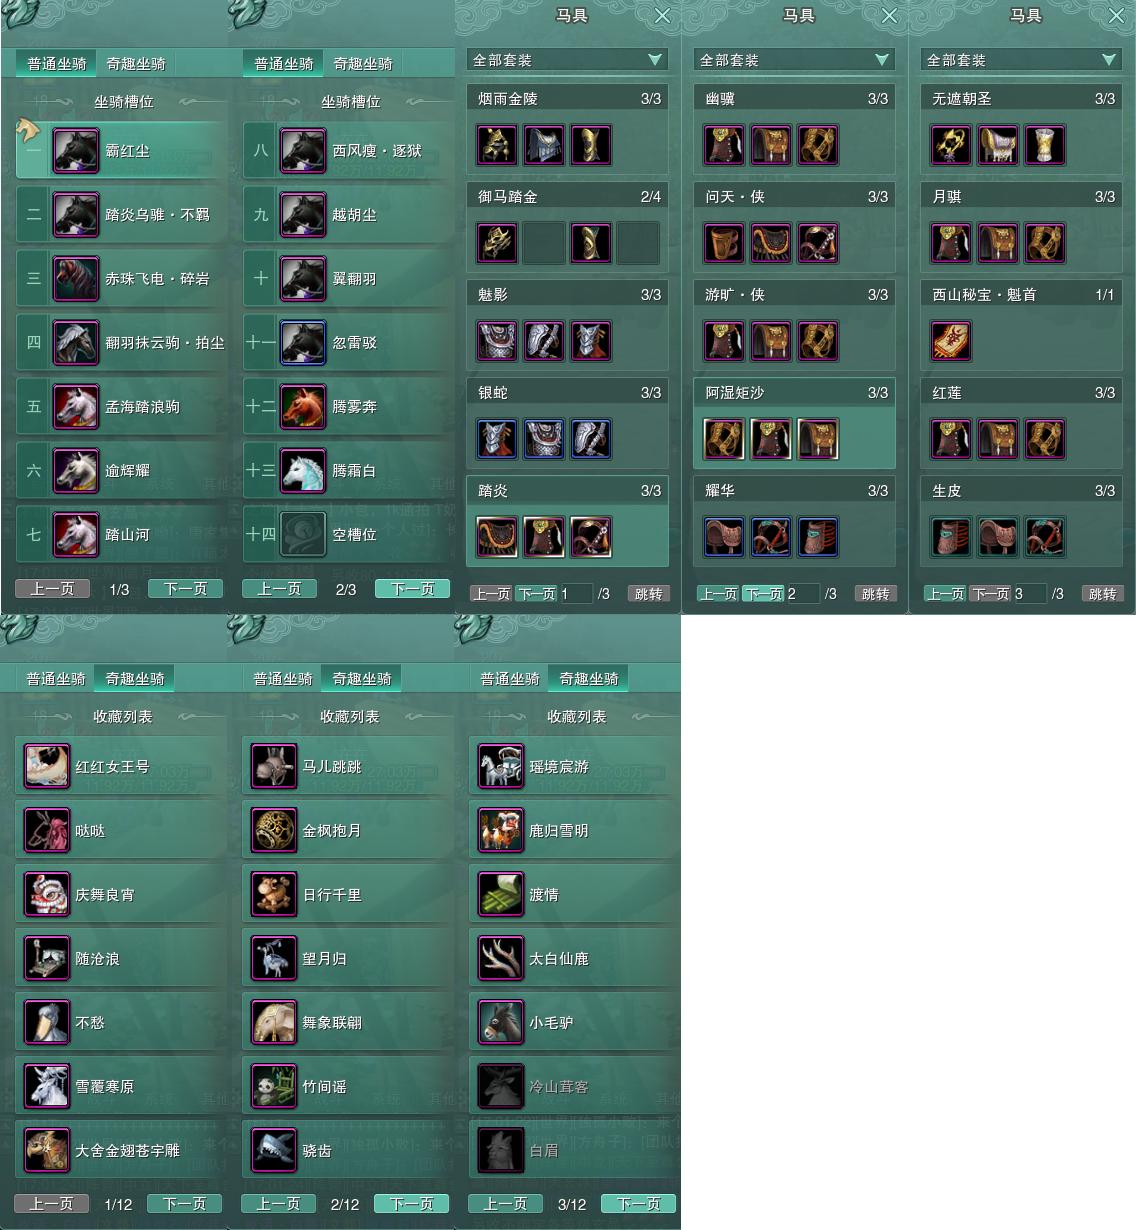 普通坐骑 奇趣坐骑
坐骑槽位
一 霸红尘
二 踏炎乌骓·不羁
三 赤珠飞电·碎岩
四 翻羽抹云驹·拍尘
五 孟海踏浪驹
六 逾辉耀
七 踏山河
上一页 1/3 下一页
普通坐骑 奇趣坐骑
坐骑槽位
八 西风瘦·逐狱
九 越胡尘
十 翼翻羽
十一 忽雷驳
十二 腾雾奔
十三 腾霜白
十四 空槽位
上一页 2/3 下一页
马具
全部套装
烟雨金陵 3/3
御马踏金 2/4
魅影 3/3
银蛇 3/3
踏炎 3/3
上一页 下一页 1 /3 跳转
马具
全部套装
幽骥 3/3
问天·侠 3/3
游旷·侠 3/3
阿湿矩沙 3/3
耀华 3/3
上一页 下一页 2 /3 跳转
马具
全部套装
无遮朝圣 3/3
月骐 3/3
西山秘宝·魁首 1/1
红莲 3/3
生皮 3/3
上一页 下一页 3 /3 跳转
普通坐骑 奇趣坐骑
收藏列表
红红女王号
哒哒
庆舞良宵
随沧浪
不愁
雪覆寒原
大舍金翅苍宇雕
上一页 1/12 下一页
普通坐骑 奇趣坐骑
收藏列表
马儿跳跳
金枫抱月
日行千里
望月归
舞象联翩
竹间谣
骁齿
上一页 2/12 下一页
普通坐骑 奇趣坐骑
收藏列表
瑶境宸游
鹿归雪明
渡情
太白仙鹿
小毛驴
冷山茸客
白眉
上一页 3/12 下一页